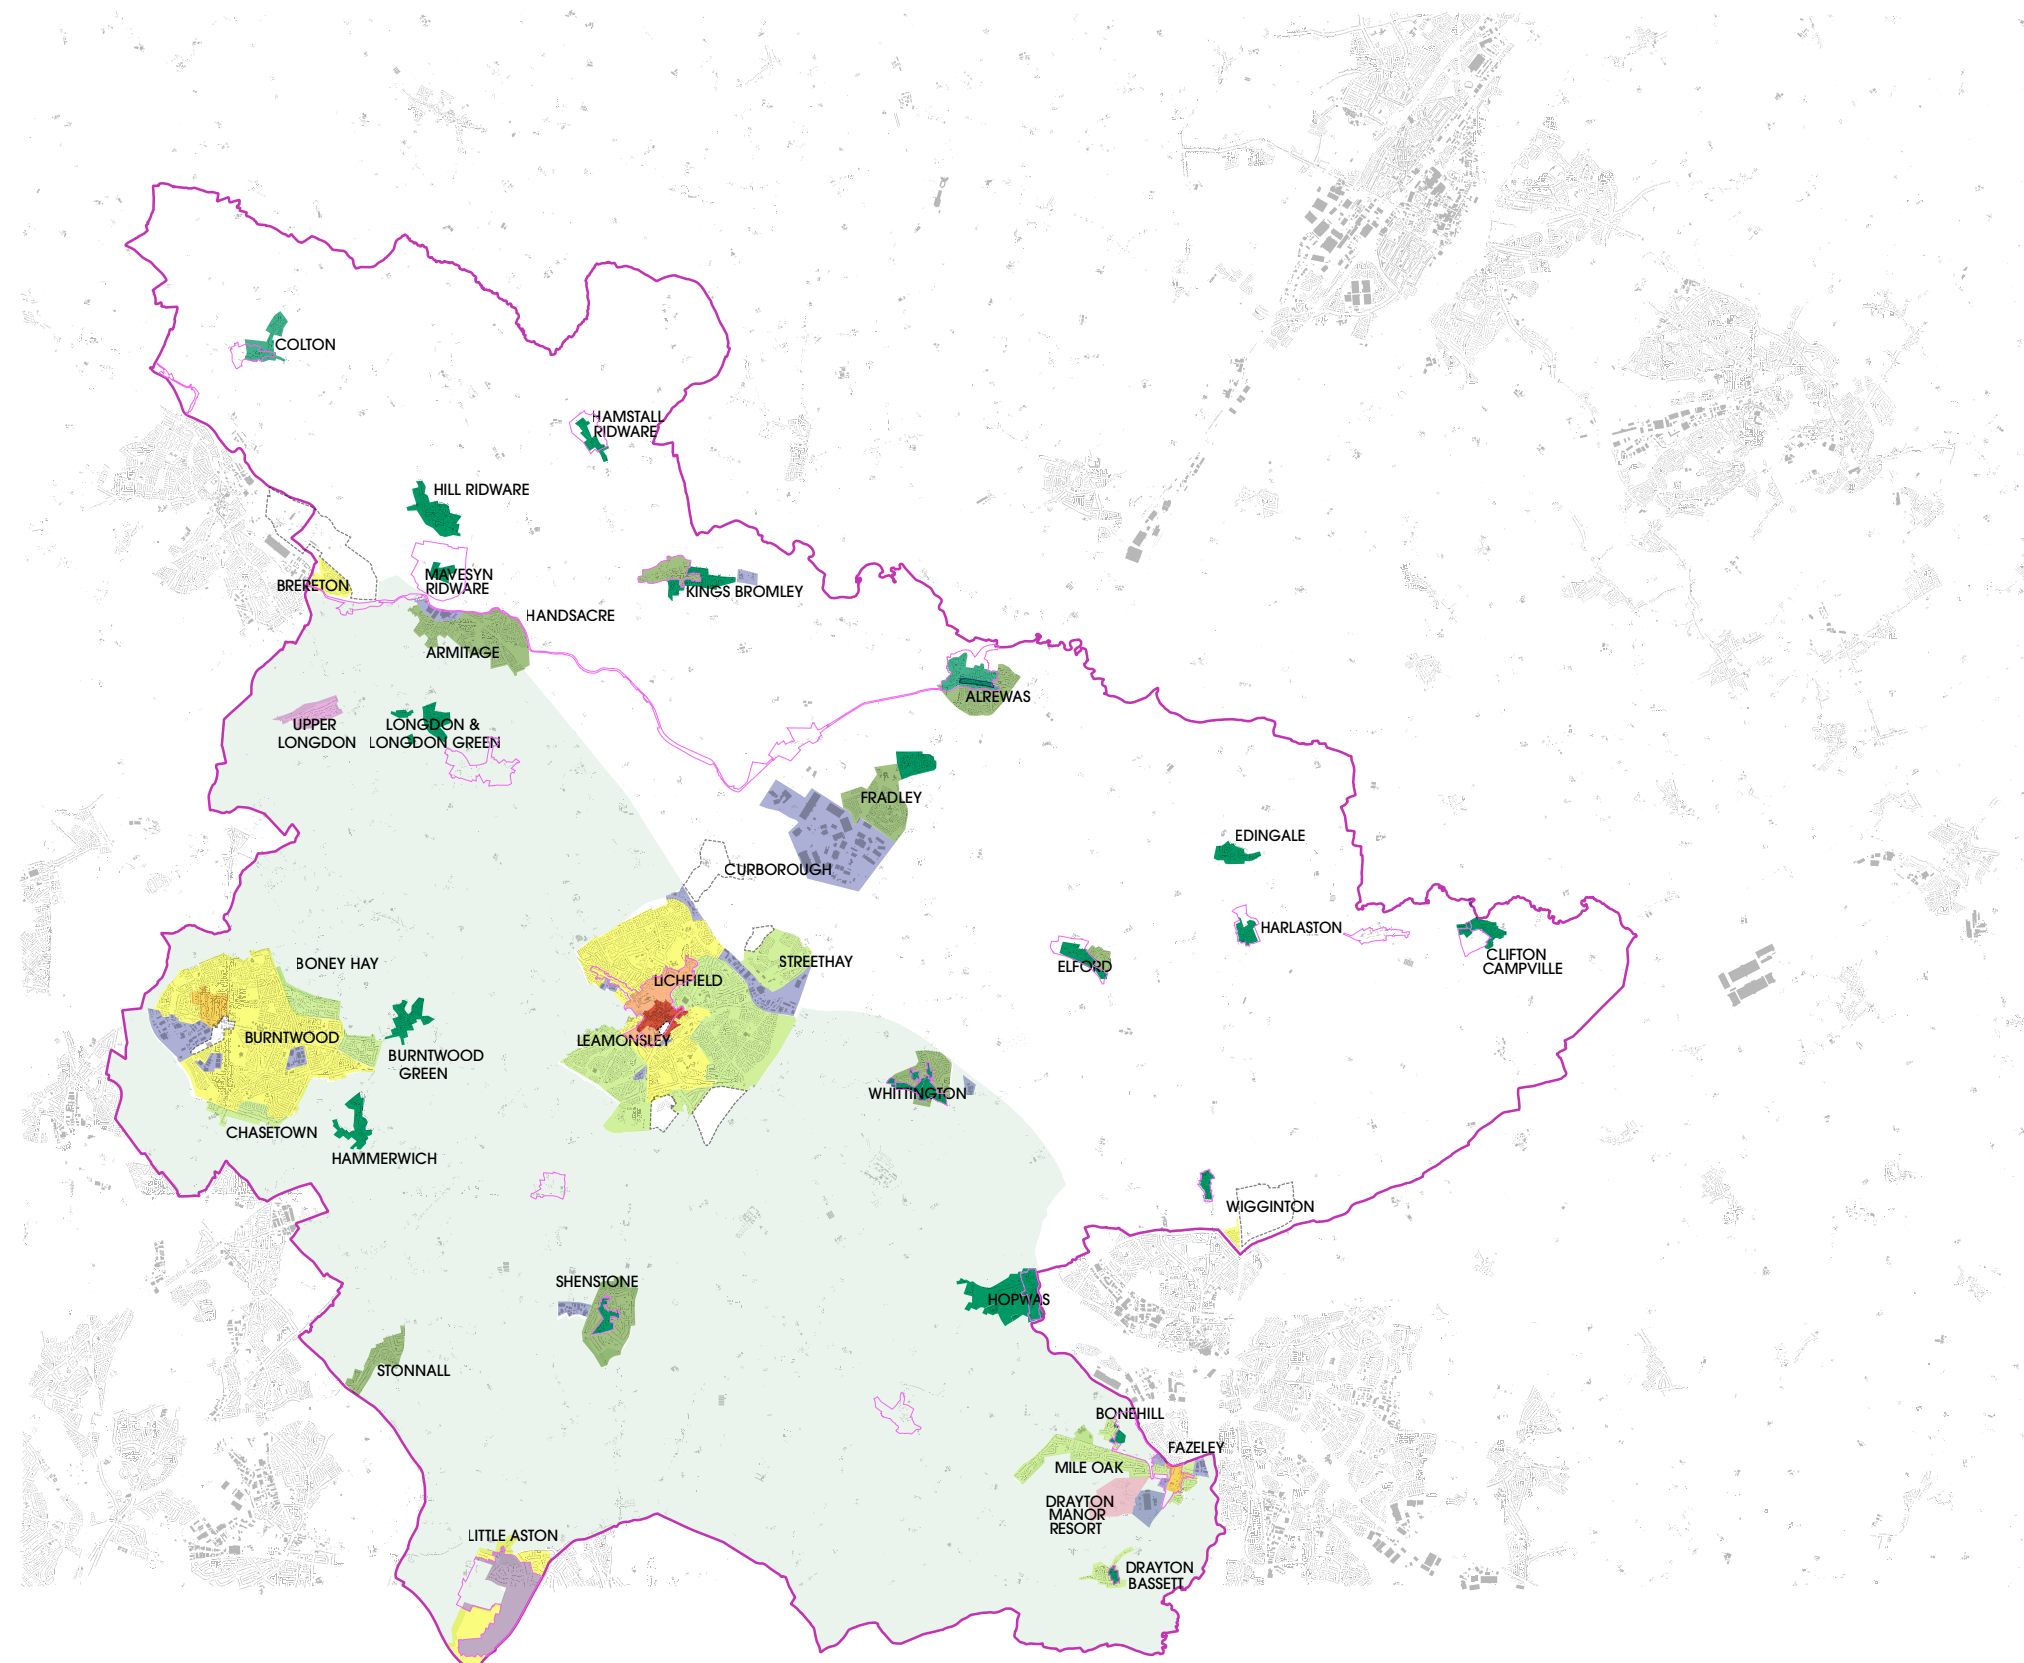 COLTON
HAMSTALL
RIDWARE
HILL RIDWARE
MAVESYN
RIDWARE
BRERETON
KINGS BROMLEY
HANDSACRE
ARMITAGE
ALREWAS
UPPER
LONGDON
LONGDON &
LONGDON GREEN
FRADLEY
EDINGALE
CURBOROUGH
HARLASTON
CLIFTON
CAMPVILLE
ELFORD
BONEY HAY
STREETHAY
LICHFIELD
BURNTWOOD
LEAMONSLEY
BURNTWOOD
GREEN
WHITTINGTON
CHASETOWN
HAMMERWICH
WIGGINTON
SHENSTONE
HOPWAS
STONNALL
BONEHILL
FAZELEY
MILE OAK
DRAYTON
MANOR
RESORT
LITTLE ASTON
DRAYTON
BASSETT